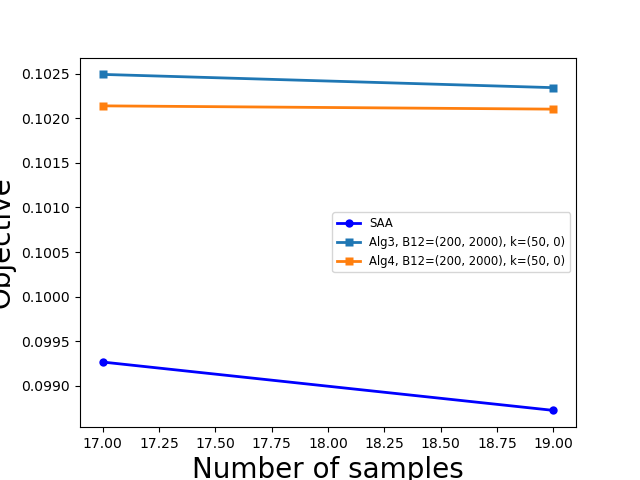 0.1025
0.1020
0.1015
0.1010
0.1005
0.1000
0.0995
0.0990
Objective
SAA
Alg3, B12=(200, 2000), k=(50, 0)
Alg4, B12=(200, 2000), k=(50, 0)
17.00 17.25 17.50 17.75 18.00 18.25 18.50 18.75 19.00
Number of samples